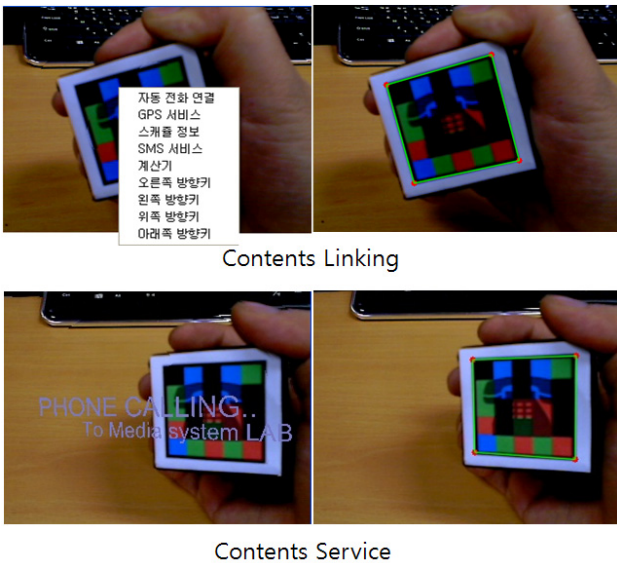 자동 전화 연결
GPS 서비스
스캐쥴 정보
SMS 서비스
계산기
오른쪽 방향키
왼쪽 방향키
위쪽 방향키
아래쪽 방향키
Contents Linking
PHONE CALLING..
To Media system LAB
Contents Service